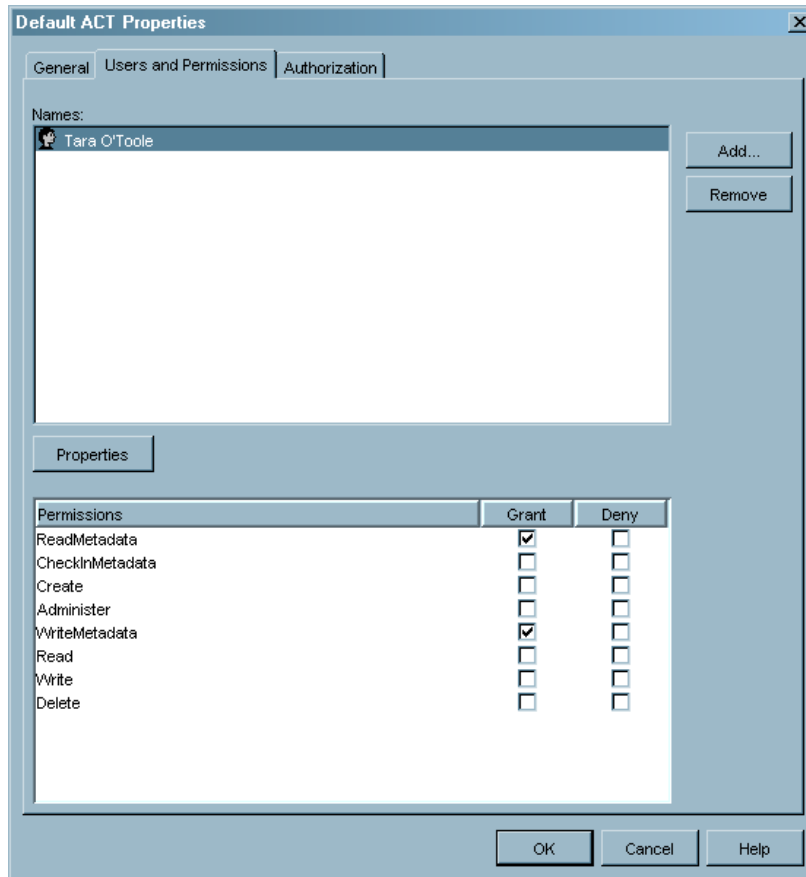 Default ACT Properties
General Users and Permissions Authorization
Names:
Tara O'Toole
Add...
Remove
Properties
Permissions Grant Deny
ReadMetadata
CheckInMetadata
Create
Administer
WriteMetadata
Read
Write
Delete
OK Cancel Help